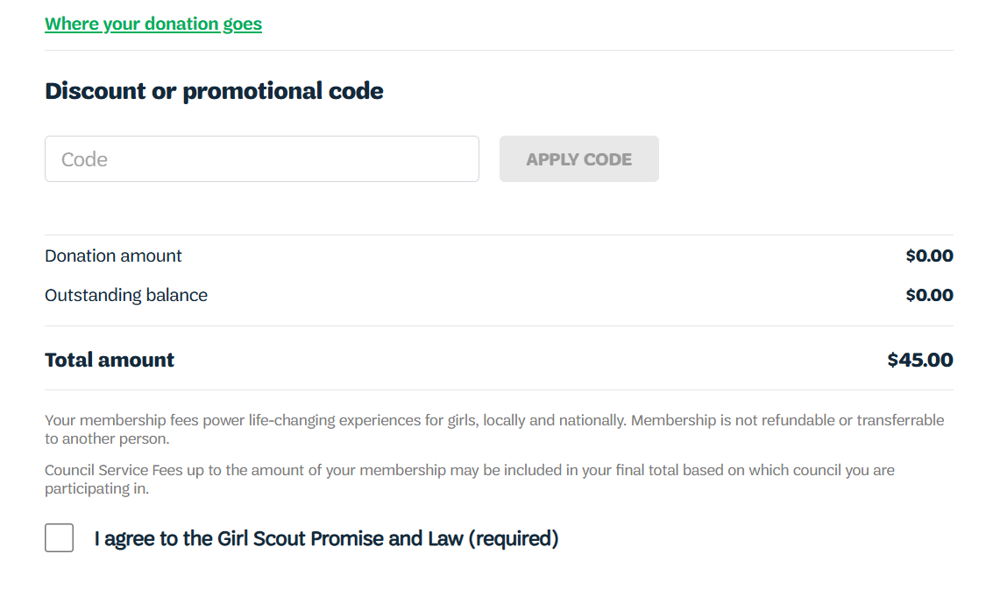 Where your donation goes
Discount or promotional code
Code
APPLY CODE
Donation amount $0.00
Outstanding balance $0.00
Total amount $45.00
Your membership fees power life-changing experiences for girls, locally and nationally. Membership is not refundable or transferrable
to another person.
Council Service Fees up to the amount of your membership may be included in your final total based on which council you are
participating in.
I agree to the Girl Scout Promise and Law (required)